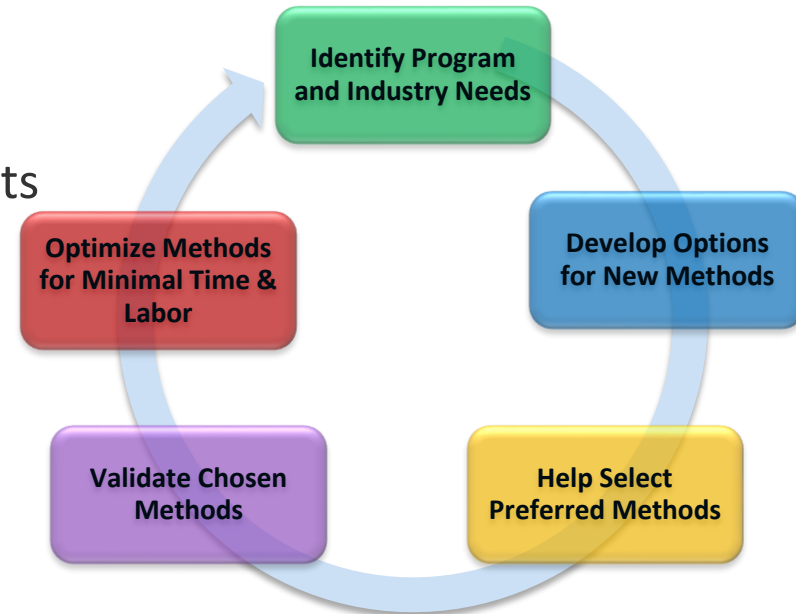 Identify Program
and Industry Needs
ts
Optimize Methods
for Minimal Time &
Labor
Develop Options
for New Methods
Validate Chosen
Methods
Help Select
Preferred Methods